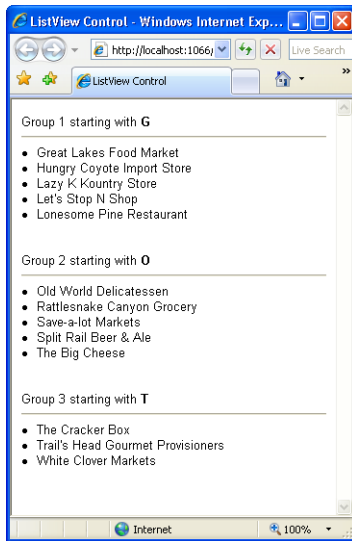 ListView Control - Windows Internet Exp...
http://localhost:1066/
Live Search
ListView Control
»
Group 1 starting with G
• Great Lakes Food Market
• Hungry Coyote Import Store
• Lazy K Kountry Store
• Let's Stop N Shop
• Lonesome Pine Restaurant
Group 2 starting with O
• Old World Delicatessen
• Rattlesnake Canyon Grocery
• Save-a-lot Markets
• Split Rail Beer & Ale
• The Big Cheese
Group 3 starting with T
• The Cracker Box
• Trail's Head Gourmet Provisioners
• White Clover Markets
Internet
100%